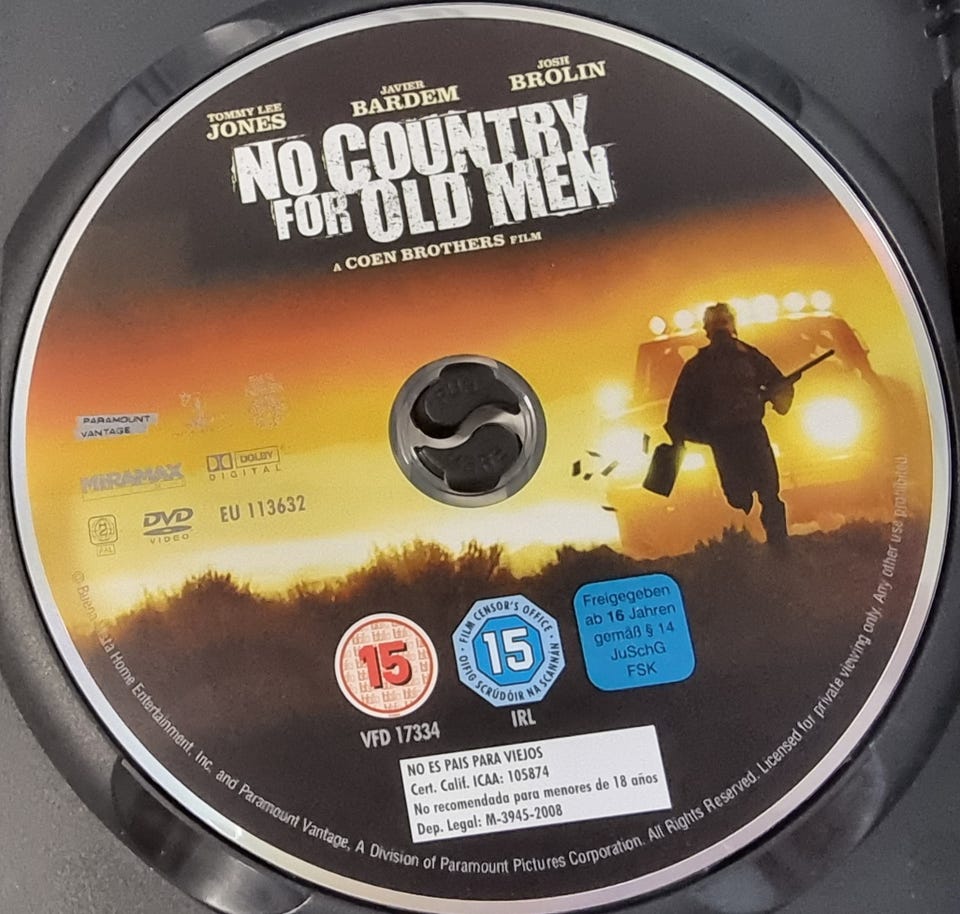 TOMMY LEE
JONES
JAVIER
BARDEM
JOSH
BROLIN
NO COUNTRY
FOR OLD MEN
A COEN BROTHERS FILM
PARAMOUNT
VANTAGE
MIRAMAX
DOLBY
DIGITAL
2
PAL
DVD
VIDEO
EU 113632
15
VFD 17334
· FILM CENSOR'S OFFICE ·
15
OIFIG SCRÚDÓIR NA SCANNÁN
IRL
Freigegeben
ab 16 Jahren
gemäß § 14
JuSchG
FSK
NO ES PAIS PARA VIEJOS
Cert. Calif. ICAA: 105874
No recomendada para menores de 18 años
Dep. Legal: M-3945-2008
© Buena Home Entertainment, Inc. and Paramount Vantage, A Division of Paramount Pictures Corporation. All Rights Reserved. Licensed for private viewing only. Any other use prohibited.